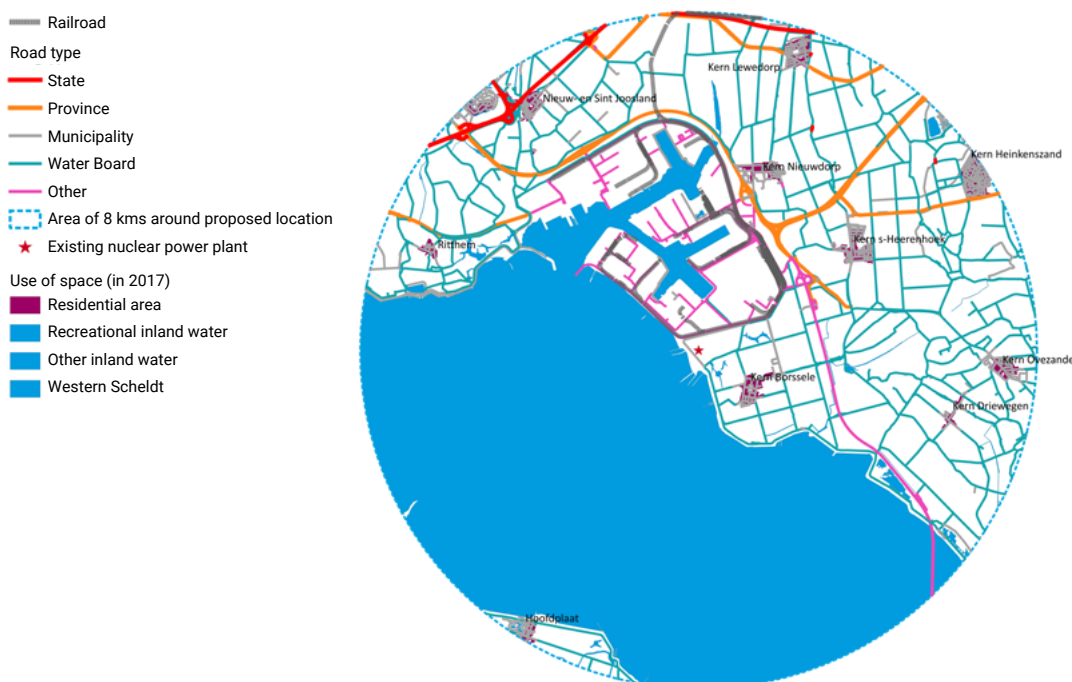 Railroad
Road type
State
Province
Municipality
Water Board
Other
Area of 8 kms around proposed location
Existing nuclear power plant
Use of space (in 2017)
Residential area
Recreational inland water
Other inland water
Western Scheldt
Kern Lewedorp
Nieuw- en Sint Joosland
Kern Heinkenszand
Kern Nieuwdorp
Kern s-Heerenhoek
Ritthem
Kern Ovezande
Kern Borssele
Kern Driewegen
Hoofdplaat